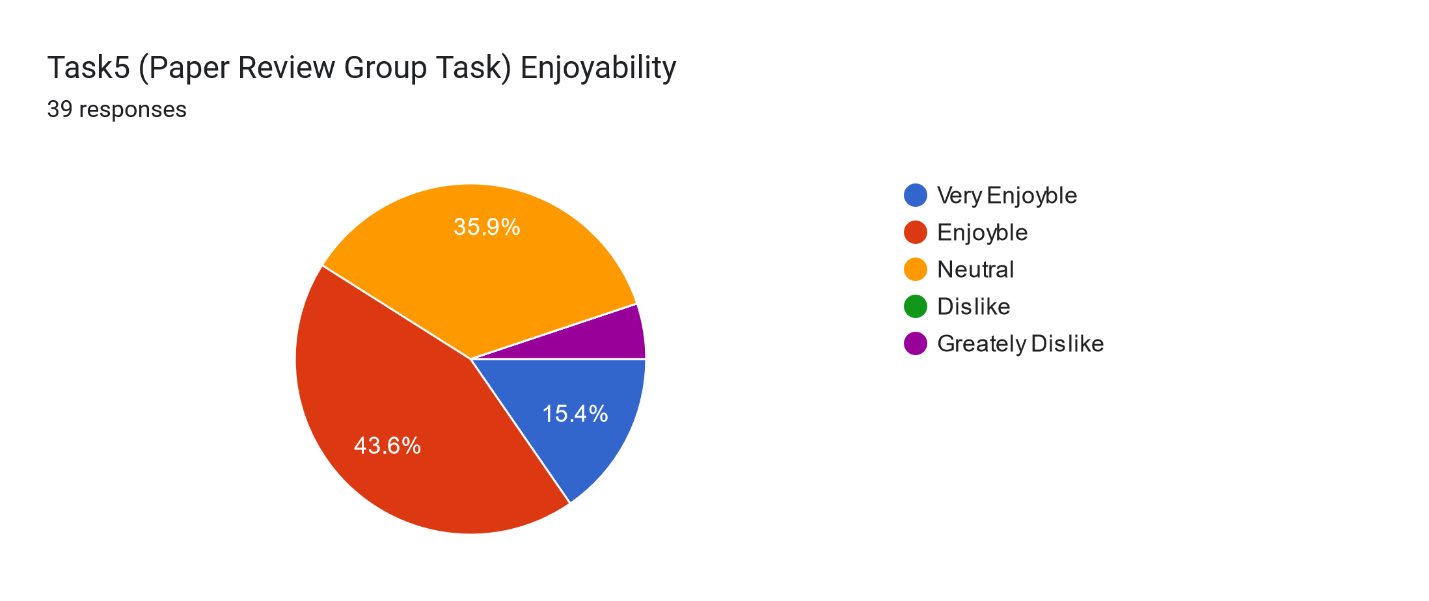 Task5 (Paper Review Group Task) Enjoyability
39 responses
35.9%
15.4%
43.6%
Very Enjoyble
Enjoyble
Neutral
Dislike
Greately Dislike